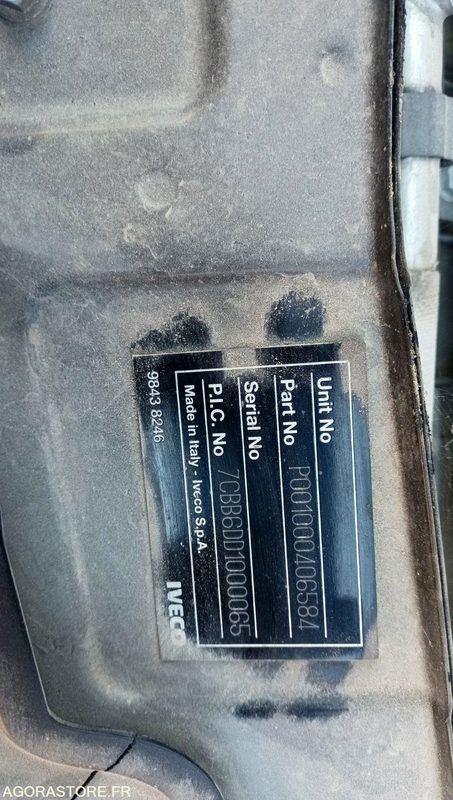 Unit No
Part No P001000406584
Serial No
P.I.C. No 7CBB6DD1000065
Made in Italy - Iveco S.p.A.
9843 8246 IVECO
AGORASTORE.FR